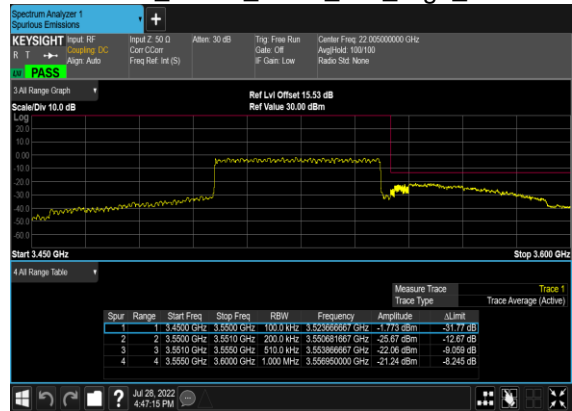 Spectrum Analyzer 1
Spurious Emissions
+
KEYSIGHT Input: RF Input Z: 50 Ω Atten: 30 dB Trig: Free Run Center Freq: 22.005000000 GHz
R T Coupling: DC Corr CCorr Gate: Off Avg|Hold: 100/100
Align: Auto Freq Ref: Int (S) IF Gain: Low Radio Std: None
PASS
3 All Range Graph
Ref Lvl Offset 15.53 dB
Scale/Div 10.0 dB Ref Value 30.00 dBm
Log
20.0
10.0
0.00
-10.0
-20.0
-30.0
-40.0
-50.0
-60.0
Start 3.450 GHz Stop 3.600 GHz
4 All Range Table
Measure Trace Trace 1
Trace Type Trace Average (Active)
Spur Range Start Freq Stop Freq RBW Frequency Amplitude ΔLimit
1 1 3.4500 GHz 3.5500 GHz 100.0 kHz 3.523666667 GHz -1.773 dBm -31.77 dB
2 2 3.5500 GHz 3.5510 GHz 200.0 kHz 3.550681667 GHz -25.67 dBm -12.67 dB
3 3 3.5510 GHz 3.5550 GHz 510.0 kHz 3.553866667 GHz -22.06 dBm -9.059 dB
4 4 3.5550 GHz 3.6000 GHz 1.000 MHz 3.556950000 GHz -21.24 dBm -8.245 dB
? Jul 28, 2022
4:47:15 PM